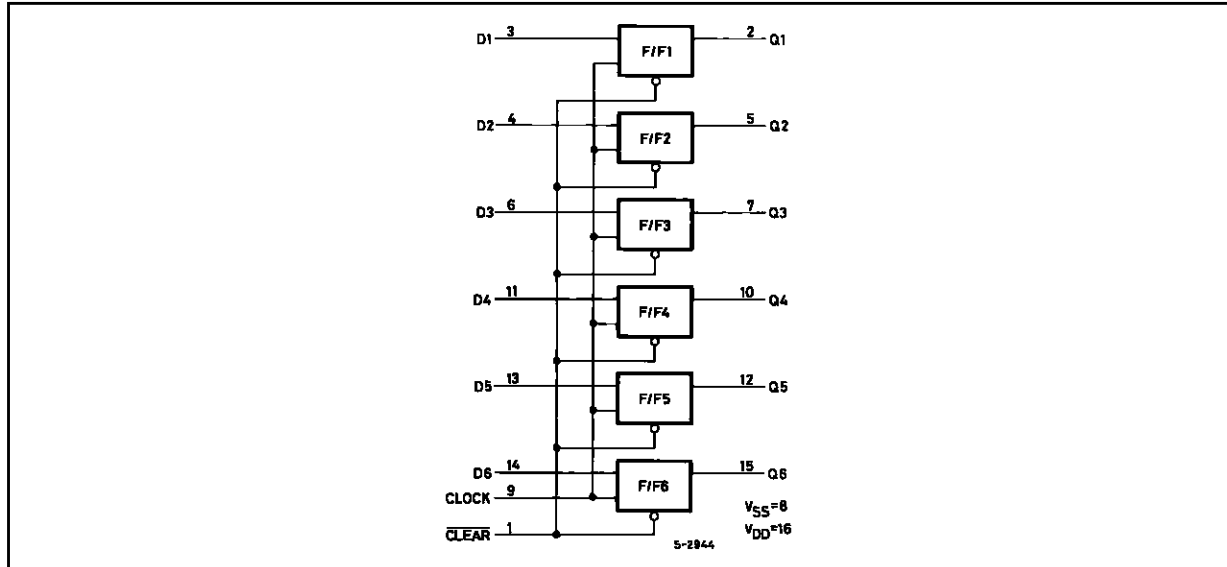 D1 3 F/F1 2 Q1
D2 4 F/F2 5 Q2
D3 6 F/F3 7 Q3
D4 11 F/F4 10 Q4
D5 13 F/F5 12 Q5
D6 14 F/F6 15 Q6
CLOCK 9
VSS=8
CLEAR 1
VDD=16
5-2944